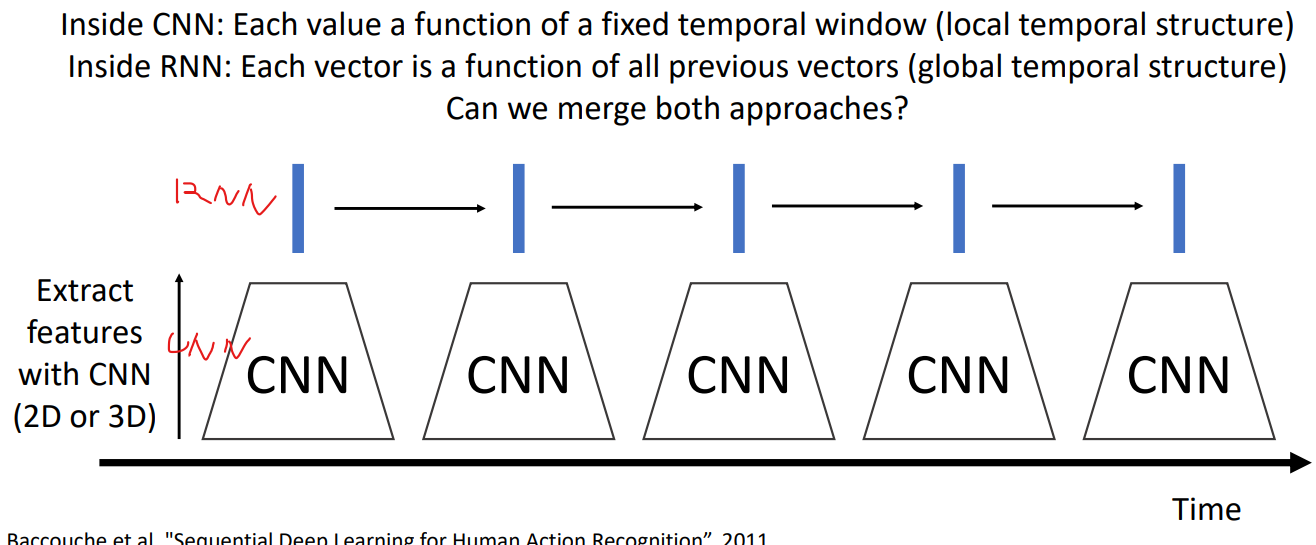 Inside CNN: Each value a function of a fixed temporal window (local temporal structure)
Inside RNN: Each vector is a function of all previous vectors (global temporal structure)
Can we merge both approaches?
RNN
Extract
features
with CNN
(2D or 3D)
CNN
CNN CNN CNN CNN CNN
Time
Baccouche et al, "Sequential Deep Learning for Human Action Recognition”, 2011